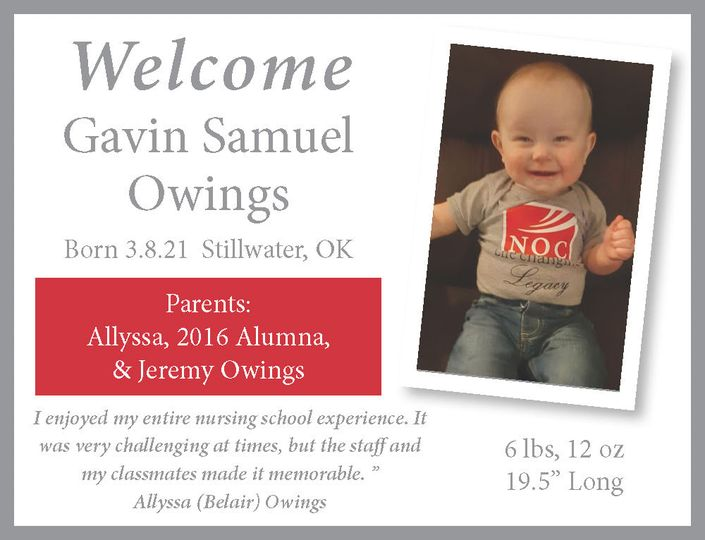 Welcome
Gavin Samuel
Owings
Born 3.8.21  Stillwater, OK
Parents:
Allyssa, 2016 Alumna,
& Jeremy Owings
I enjoyed my entire nursing school experience. It
was very challenging at times, but the staff and
my classmates made it memorable. ”
Allyssa (Belair) Owings
NOC
Legacy
6 lbs, 12 oz
19.5” Long